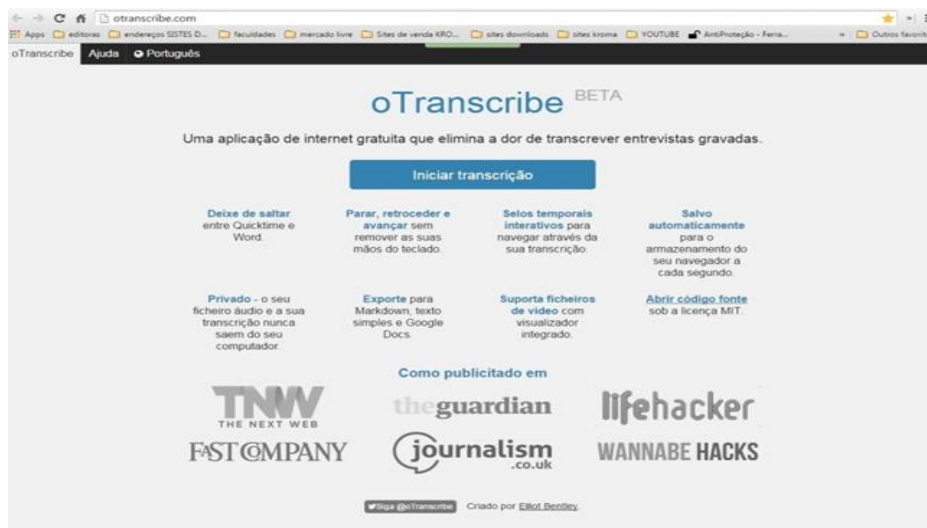 otranscribe.com
Apps editoras endereços SISTES D... faculdades mercado livre Sites de venda KRO... sites downloads sites kroma YOUTUBE AntiProteção - Ferra... » Outros favorit
oTranscribe Ajuda Português
oTranscribe BETA
Uma aplicação de internet gratuita que elimina a dor de transcrever entrevistas gravadas.
Iniciar transcrição
Deixe de saltar
entre Quicktime e
Word.
Parar, retroceder e
avançar sem
remover as suas
mãos do teclado.
Selos temporais
interativos para
navegar através da
sua transcrição.
Salvo
automaticamente
para o
armazenamento do
seu navegador a
cada segundo.
Privado - o seu
ficheiro áudio e a sua
transcrição nunca
saem do seu
computador.
Exporte para
Markdown, texto
simples e Google
Docs.
Suporta ficheiros
de vídeo com
visualizador
integrado.
Abrir código fonte
sob a licença MIT.
Como publicitado em
TNW
THE NEXT WEB
theguardian
lifehacker
FAST COMPANY
journalism
.co.uk
WANNABE HACKS
Siga @oTranscribe Criado por Elliot Bentley.